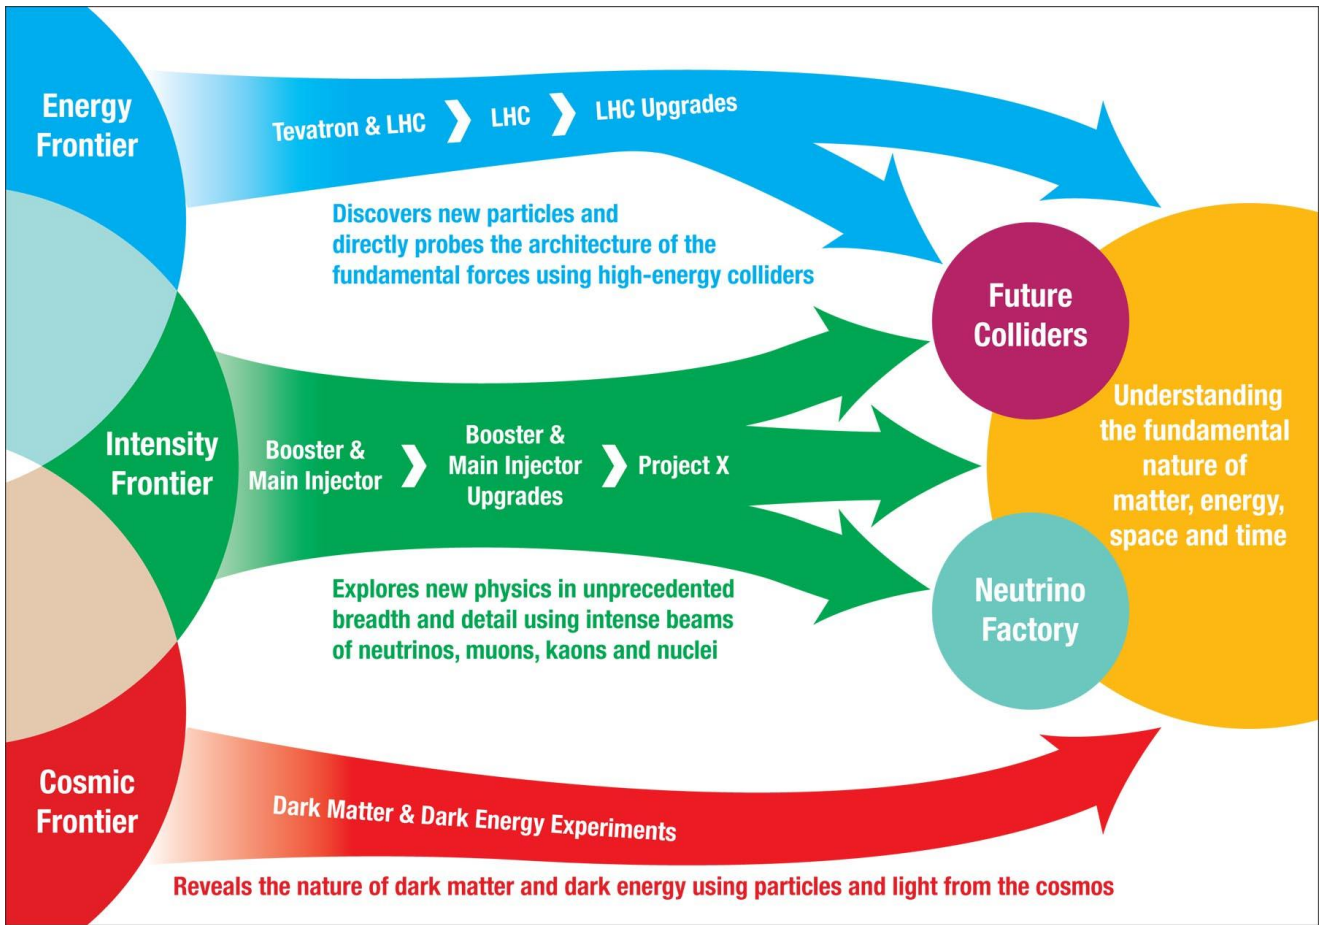 Energy
Frontier
Tevatron & LHC
LHC
LHC Upgrades
Discovers new particles and
directly probes the architecture of the
fundamental forces using high-energy colliders
Future
Colliders
Intensity
Frontier
Booster &
Main Injector
Booster &
Main Injector
Upgrades
Project X
Understanding
the fundamental
nature of
matter, energy,
space and time
Explores new physics in unprecedented
breadth and detail using intense beams
of neutrinos, muons, kaons and nuclei
Neutrino
Factory
Cosmic
Frontier
Dark Matter & Dark Energy Experiments
Reveals the nature of dark matter and dark energy using particles and light from the cosmos